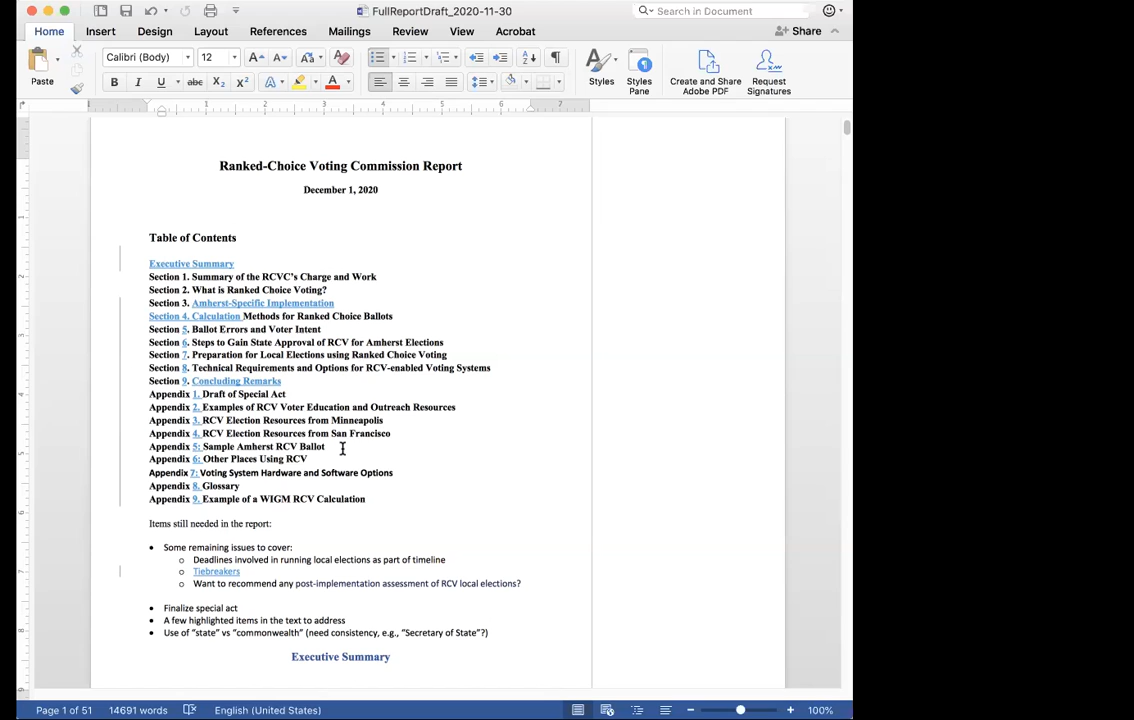 FullReportDraft_2020-11-30
Search in Document
Home Insert Design Layout References Mailings Review View Acrobat Share
Paste
Calibri (Body) 12
Styles
Styles Pane
Create and Share Adobe PDF
Request Signatures
1 2 3 4 5 6 7
Ranked-Choice Voting Commission Report
December 1, 2020
Table of Contents
Executive Summary
Section 1. Summary of the RCVC's Charge and Work
Section 2. What is Ranked Choice Voting?
Section 3. Amherst-Specific Implementation
Section 4. Calculation Methods for Ranked Choice Ballots
Section 5. Ballot Errors and Voter Intent
Section 6. Steps to Gain State Approval of RCV for Amherst Elections
Section 7. Preparation for Local Elections using Ranked Choice Voting
Section 8. Technical Requirements and Options for RCV-enabled Voting Systems
Section 9. Concluding Remarks
Appendix 1. Draft of Special Act
Appendix 2. Examples of RCV Voter Education and Outreach Resources
Appendix 3. RCV Election Resources from Minneapolis
Appendix 4. RCV Election Resources from San Francisco
Appendix 5: Sample Amherst RCV Ballot
Appendix 6: Other Places Using RCV
Appendix 7: Voting System Hardware and Software Options
Appendix 8. Glossary
Appendix 9. Example of a WIGM RCV Calculation
Items still needed in the report:
• Some remaining issues to cover:
o Deadlines involved in running local elections as part of timeline
o Tiebreakers
o Want to recommend any post-implementation assessment of RCV local elections?
• Finalize special act
• A few highlighted items in the text to address
• Use of "state" vs "commonwealth" (need consistency, e.g., "Secretary of State"?)
Executive Summary
Page 1 of 51 14691 words English (United States) 100%